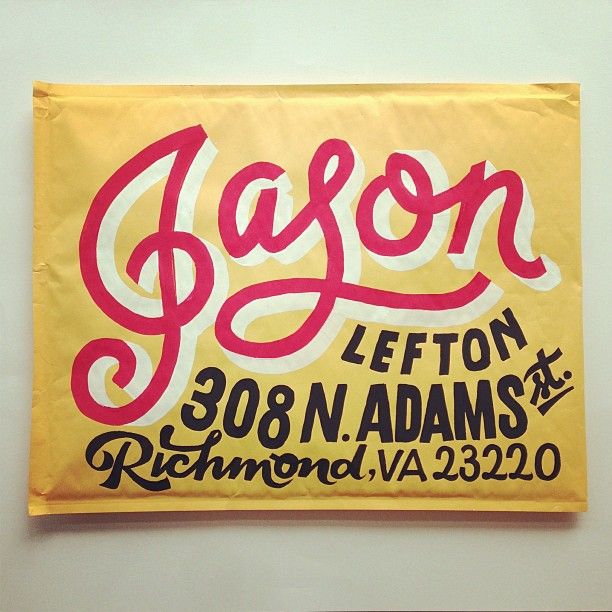 Jason
LEFTON
308 N. ADAMS st.
Richmond, VA 23220